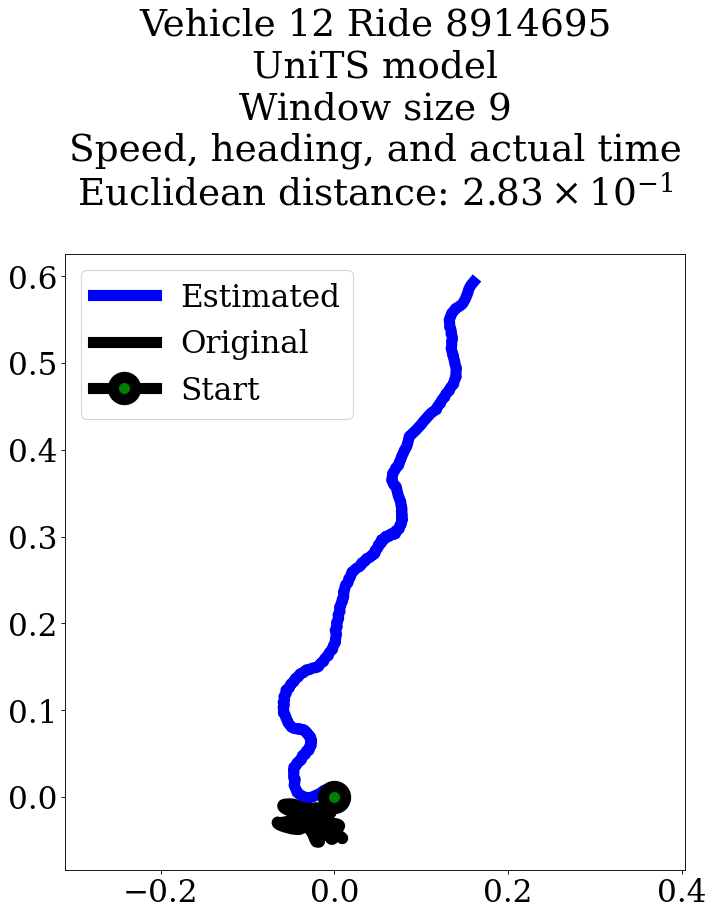 Vehicle 12 Ride 8914695
UniTS model
Window size 9
Speed, heading, and actual time
Euclidean distance: $2.83 \times 10^{-1}$
0.6
0.5
0.4
0.3
0.2
0.1
0.0
Estimated
Original
Start
−0.2
0.0
0.2
0.4